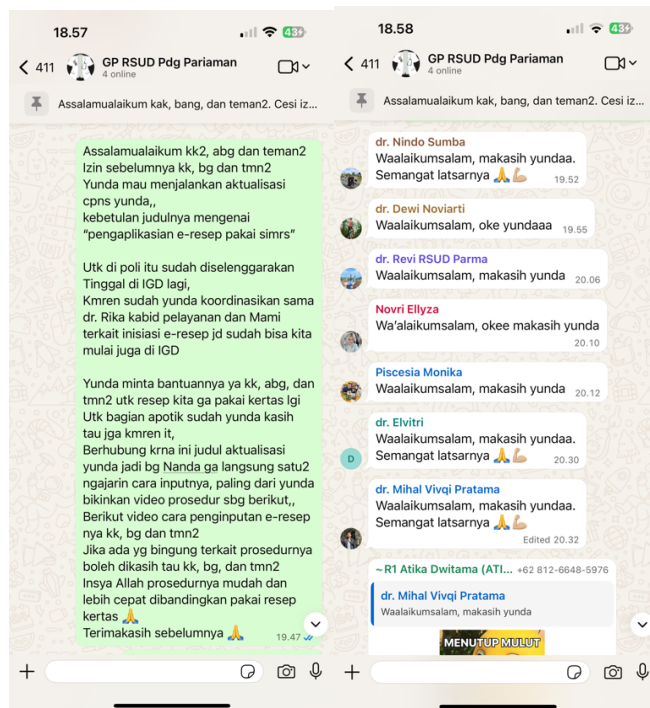 18.57
43
411
GP RSUD Pdg Pariaman
4 online
Assalamualaikum kak, bang, dan teman2. Cesi iz...
Assalamualaikum kk2, abg dan teman2
Izin sebelumnya kk, bg dan tmn2
Yunda mau menjalankan aktualisasi
cpns yunda,,
kebetulan judulnya mengenai
“pengaplikasian e-resep pakai simrs”
Utk di poli itu sudah diselenggarakan
Tinggal di IGD lagi,
Kmren sudah yunda koordinasikan sama
dr. Rika kabid pelayanan dan Mami
terkait inisiasi e-resep jd sudah bisa kita
mulai juga di IGD
Yunda minta bantuannya ya kk, abg, dan
tmn2 utk resep kita ga pakai kertas lgi
Utk bagian apotik sudah yunda kasih
tau jga kmren it,
Berhubung krna ini judul aktualisasi
yunda jadi bg Nanda ga langsung satu2
ngajarin cara inputnya, paling dari yunda
bikinkan video prosedur sbg berikut,,
Berikut video cara penginputan e-resep
nya kk, bg dan tmn2
Jika ada yg bingung terkait prosedurnya
boleh dikasih tau kk, bg, dan tmn2
Insya Allah prosedurnya mudah dan
lebih cepat dibandingkan pakai resep
kertas 🙏
Terimakasih sebelumnya 🙏
19.47
18.58
43
411
GP RSUD Pdg Pariaman
4 online
Assalamualaikum kak, bang, dan teman2. Cesi iz...
dr. Nindo Sumba
Waalaikumsalam, makasih yundaa.
Semangat latsarnya 🙏💪🏼
19.52
dr. Dewi Noviarti
Waalaikumsalam, oke yundaaa
19.55
dr. Revi RSUD Parma
Waalaikumsalam, makasih yunda
20.06
Novri Ellyza
Wa’alaikumsalam, okee makasih yunda
20.10
Piscesia Monika
Waalaikumsalam, makasih yunda
20.12
D
dr. Elvitri
Waalaikumsalam, makasih yundaa.
Semangat latsarnya 🙏💪🏼
20.30
dr. Mihal Vivqi Pratama
Waalaikumsalam, makasih yundaa.
Semangat latsarnya 🙏💪🏼
Edited 20.32
~R1 Atika Dwitama (ATI... +62 812-6648-5976
dr. Mihal Vivqi Pratama
Waalaikumsalam, makasih yunda
MENUTUP MULUT